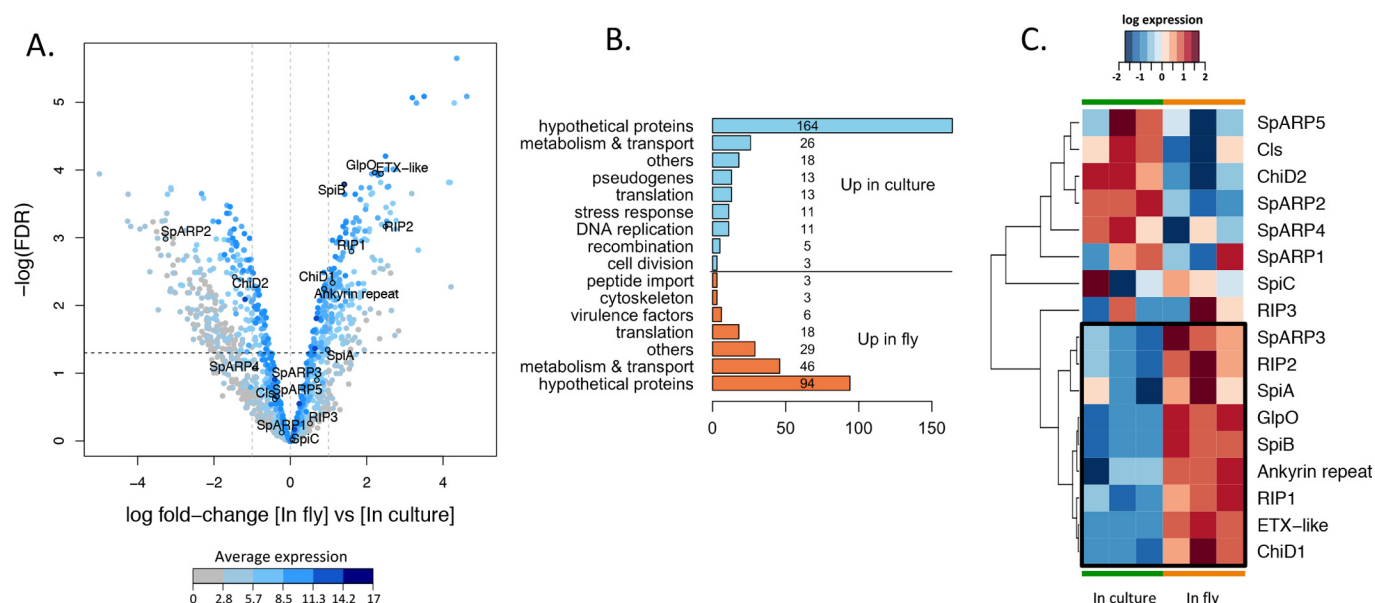 A.
−log(FDR)
5
4
3
2
1
0
GlpO
ETX−like
SpiB
RIP2
SpARP2
RIP1
ChiD1
ChiD2
Ankyrin repeat
SpiA
SpARP4
SpARP3
Cls
SpARP5
RIP3
SpARP1
SpiC
−4 −2 0 2 4
log fold−change [In fly] vs [In culture]
Average expression
0 2.8 5.7 8.5 11.3 14.2 17
B.
hypothetical proteins 164
metabolism & transport 26
others 18
pseudogenes 13
translation 13
stress response 11
DNA replication 11
recombination 5
cell division 3
Up in culture
peptide import 3
cytoskeleton 3
virulence factors 6
translation 18
others 29
metabolism & transport 46
hypothetical proteins 94
Up in fly
0 50 100 150
C.
log expression
-2 -1 0 1 2
SpARP5
Cls
ChiD2
SpARP2
SpARP4
SpARP1
SpiC
RIP3
SpARP3
RIP2
SpiA
GlpO
SpiB
Ankyrin repeat
RIP1
ETX−like
ChiD1
In culture In fly